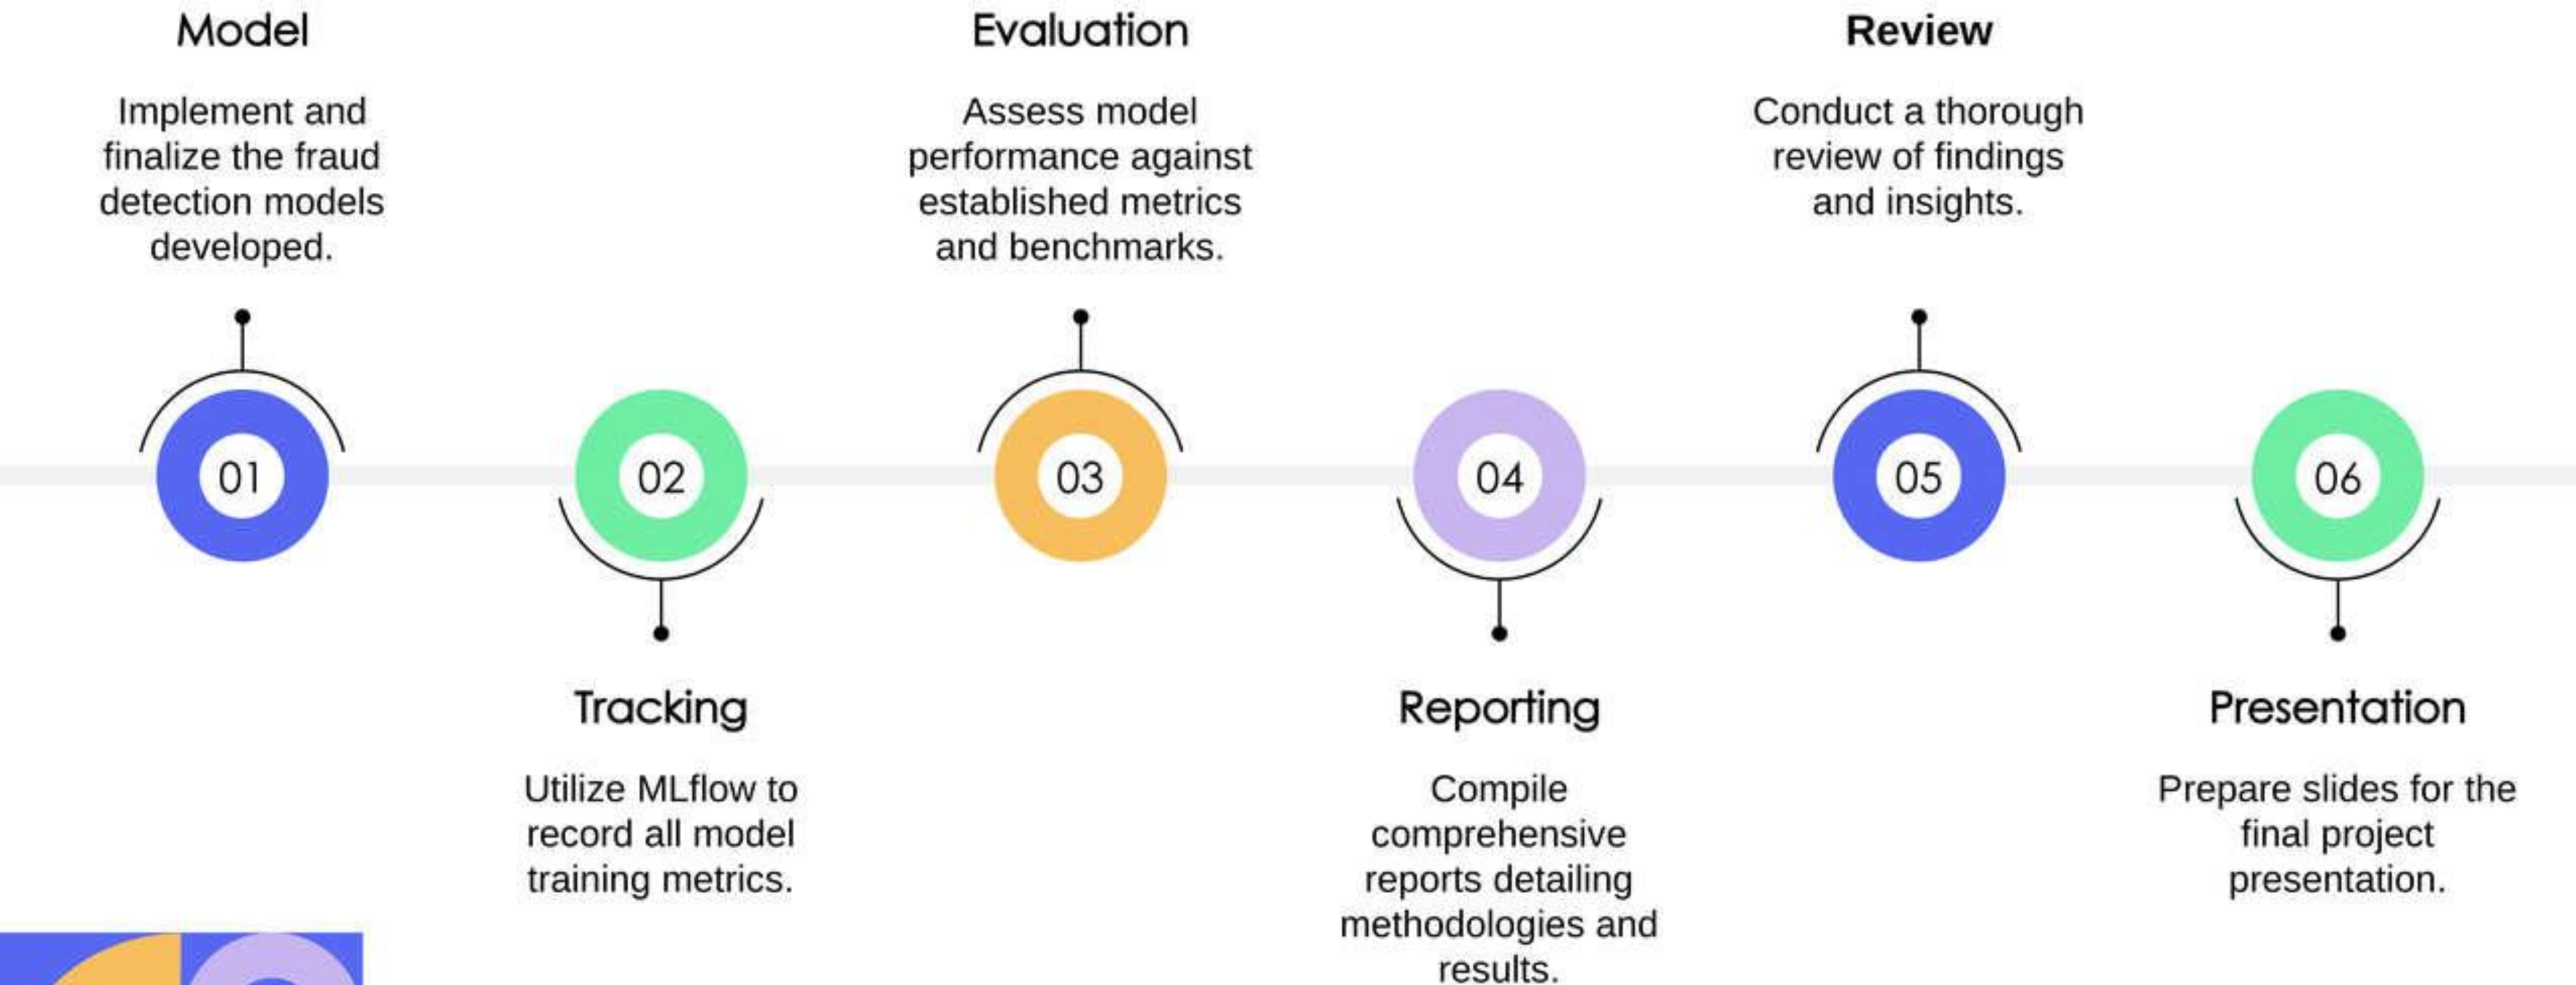 Model
Implement and
finalize the fraud
detection models
developed.
01
02
Tracking
Utilize MLflow to
record all model
training metrics.
Evaluation
Assess model
performance against
established metrics
and benchmarks.
03
04
Reporting
Compile
comprehensive
reports detailing
methodologies and
results.
Review
Conduct a thorough
review of findings
and insights.
05
06
Presentation
Prepare slides for the
final project
presentation.